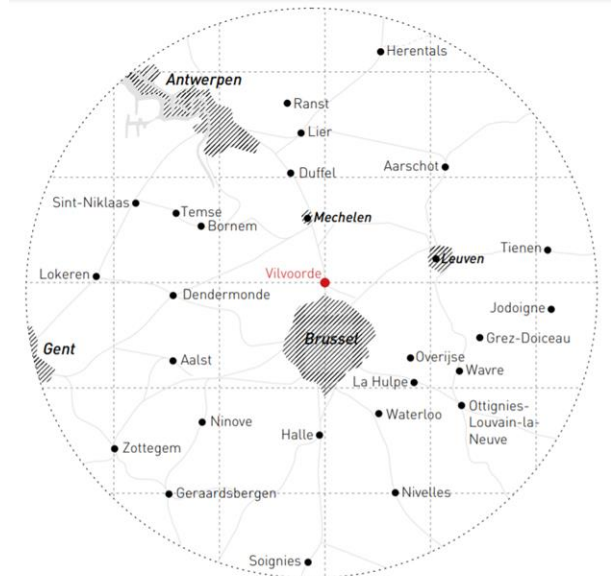 Herentals
Antwerpen
Ranst
Lier
Aarschot
Duffel
Sint-Niklaas
Temse
Mechelen
Bornem
Tienen
Leuven
Lokeren
Vilvoorde
Dendermonde
Jodoigne
Brussel
Grez-Doiceau
Gent
Overijse
Aalst
Wavre
La Hulpe
Ottignies-
Louvain-la-
Neuve
Waterloo
Ninove
Halle
Zottegem
Geraardsbergen
Nivelles
Soignies